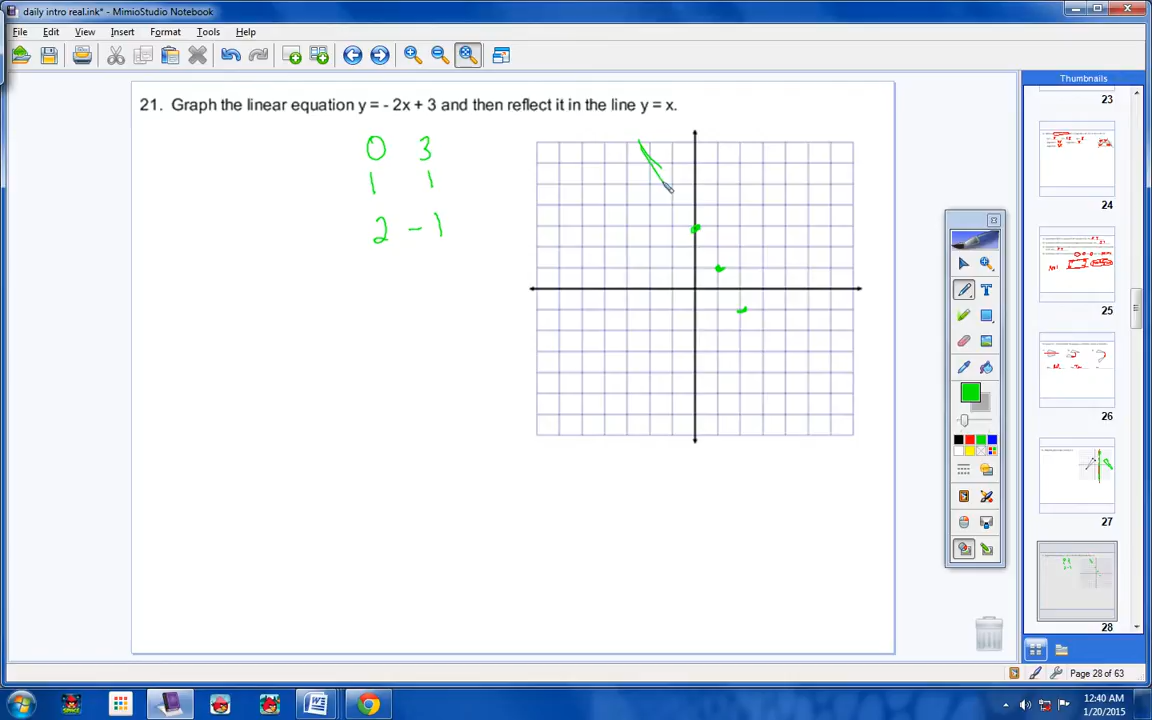 daily intro real.ink* - MimioStudio Notebook
File Edit View Insert Format Tools Help
Thumbnails
23
24
25
26
27
28
21. Graph the linear equation y = - 2x + 3 and then reflect it in the line y = x.
0 3
1 1
2 -1
T
Page 28 of 63
12:40 AM
1/20/2015